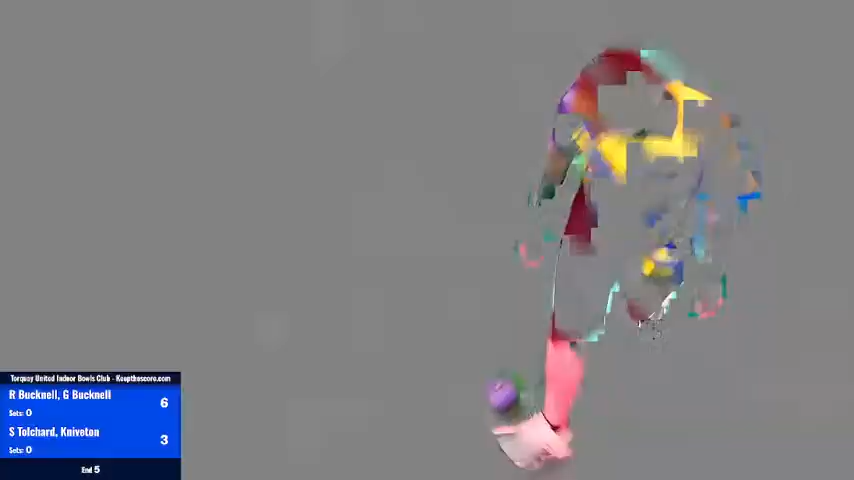 Torquay United Indoor Bowls Club - Keepthescore.com
R Bucknell, G Bucknell 6
Sets: 0
S Tolchard, Kniveton 3
Sets: 0
End 5